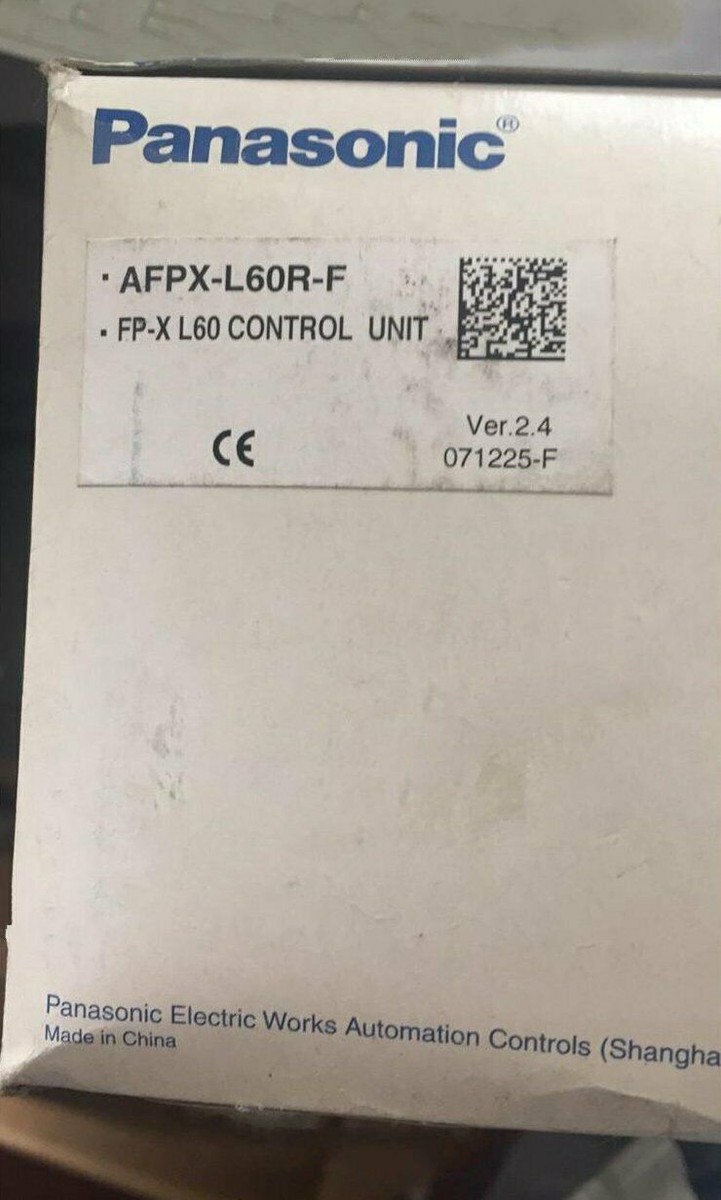 Panasonic®
· AFPX-L60R-F
· FP-X L60 CONTROL UNIT
CE
Ver.2.4
071225-F
Panasonic Electric Works Automation Controls (Shangha
Made in China